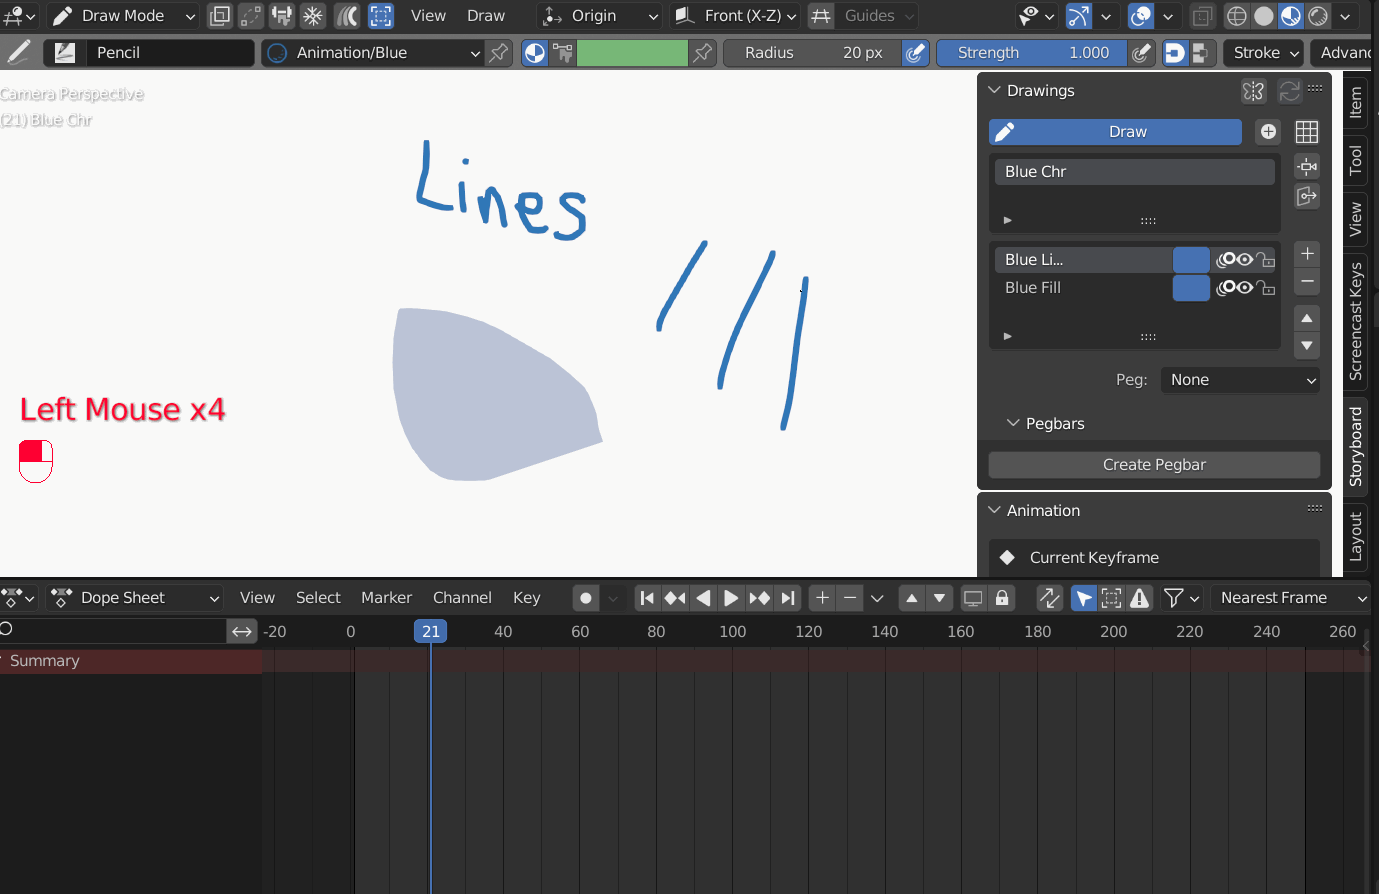 Draw Mode View Draw Origin Front (X-Z) Guides
Pencil Animation/Blue Radius 20 px Strength 1.000 Stroke
Camera Perspective
(21) Blue Chr
Lines
Left Mouse x4
Drawings
Draw
Blue Chr
Blue Li...
Blue Fill
Peg: None
Pegbars
Create Pegbar
Animation
Current Keyframe
Item
Tool
View
Screencast Keys
Storyboard
Layout
Dope Sheet View Select Marker Channel Key Nearest Frame
-20 0 21 40 60 80 100 120 140 160 180 200 220 240 260
Summary